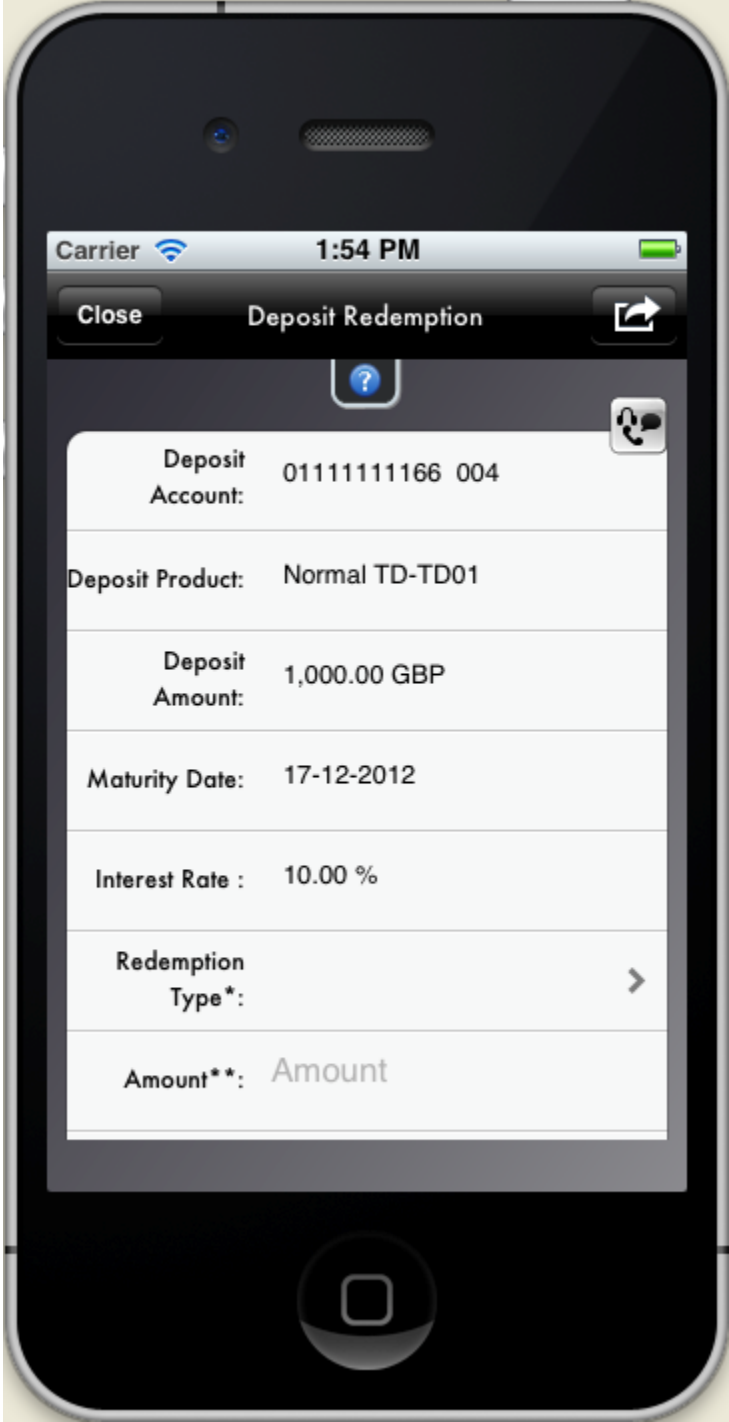 Carrier 1:54 PM
Close Deposit Redemption
?
Deposit
Account: 01111111166 004
Deposit Product: Normal TD-TD01
Deposit
Amount: 1,000.00 GBP
Maturity Date: 17-12-2012
Interest Rate : 10.00 %
Redemption
Type*:
Amount**: Amount